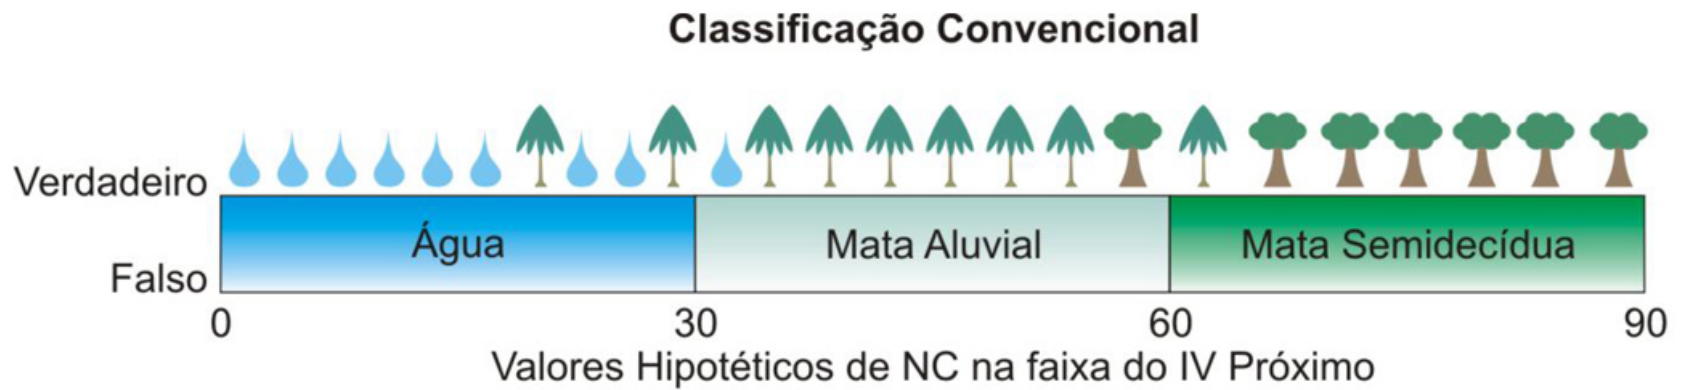 Classificação Convencional
Verdadeiro
Água Mata Aluvial Mata Semidecídua
Falso
0 30 60 90
Valores Hipotéticos de NC na faixa do IV Próximo